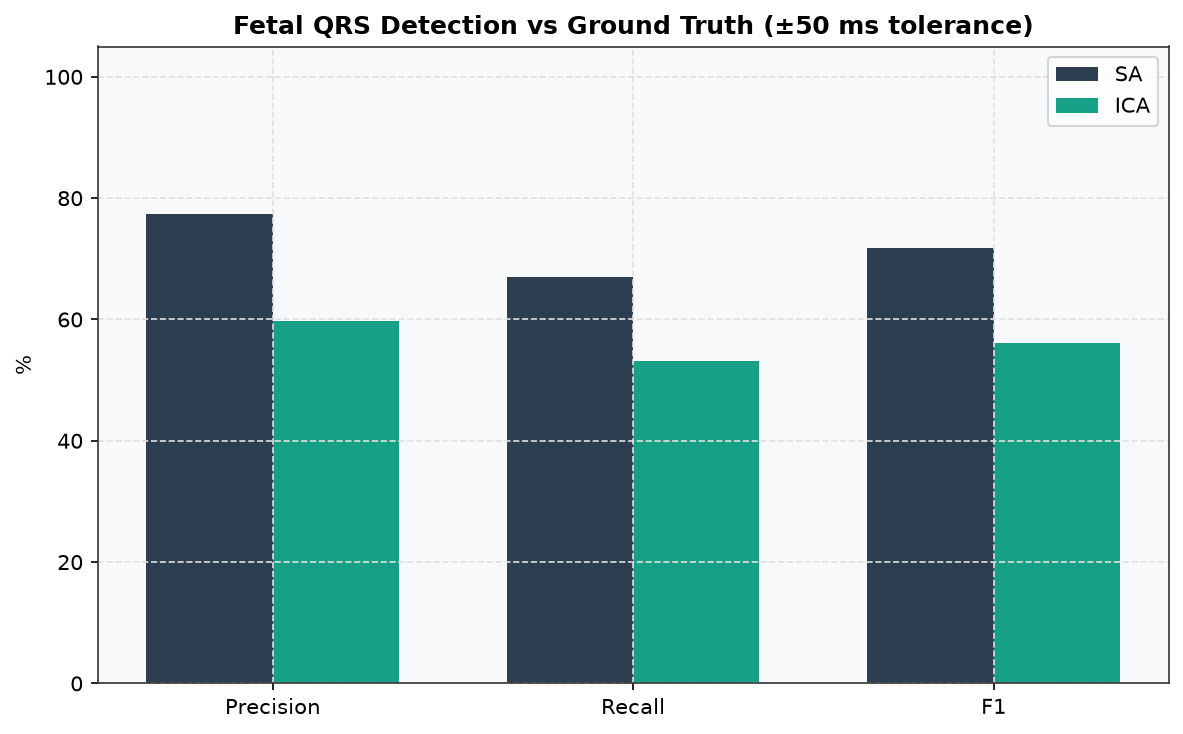 Fetal QRS Detection vs Ground Truth (±50 ms tolerance)
SA
ICA
100
80
60
40
20
0
%
Precision
Recall
F1